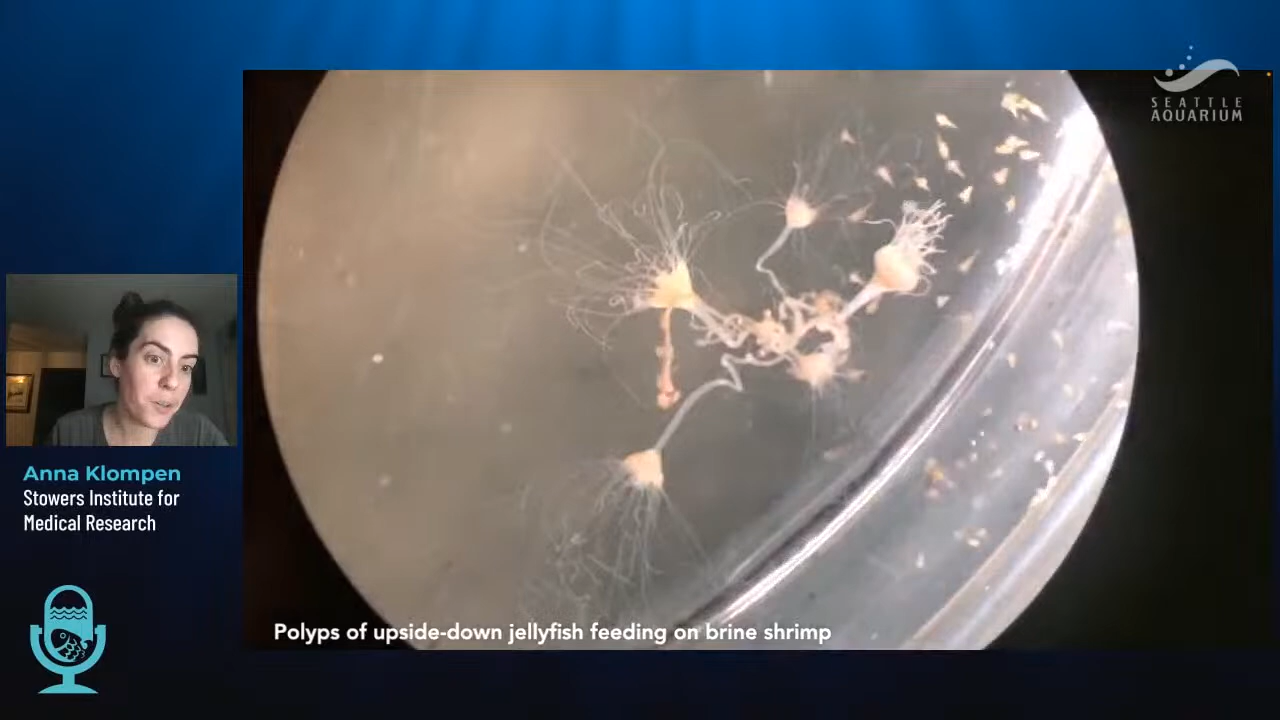 SEATTLE
AQUARIUM
Anna Klompen
Stowers Institute for
Medical Research
Polyps of upside-down jellyfish feeding on brine shrimp